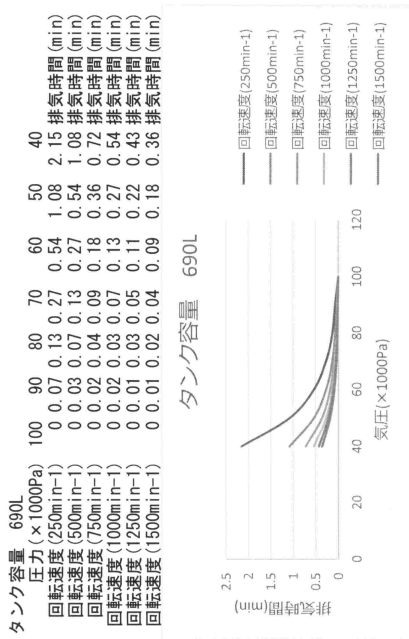 タンク容量 690L
圧力(×1000Pa) 100 90 80 70 60 50 40
回転速度(250min-1) 0 0.07 0.13 0.27 0.54 1.08 2.15 排気時間(min)
回転速度(500min-1) 0 0.03 0.07 0.13 0.27 0.54 1.08 排気時間(min)
回転速度(750min-1) 0 0.02 0.04 0.09 0.18 0.36 0.72 排気時間(min)
回転速度(1000min-1) 0 0.02 0.03 0.07 0.13 0.27 0.54 排気時間(min)
回転速度(1250min-1) 0 0.01 0.03 0.05 0.11 0.22 0.43 排気時間(min)
回転速度(1500min-1) 0 0.01 0.02 0.04 0.09 0.18 0.36 排気時間(min)
タンク容量 690L
排気時間(min)
2.5
2
1.5
1
0.5
0
0 20 40 60 80 100 120
気圧(×1000Pa)
回転速度(250min-1)
回転速度(500min-1)
回転速度(750min-1)
回転速度(1000min-1)
回転速度(1250min-1)
回転速度(1500min-1)